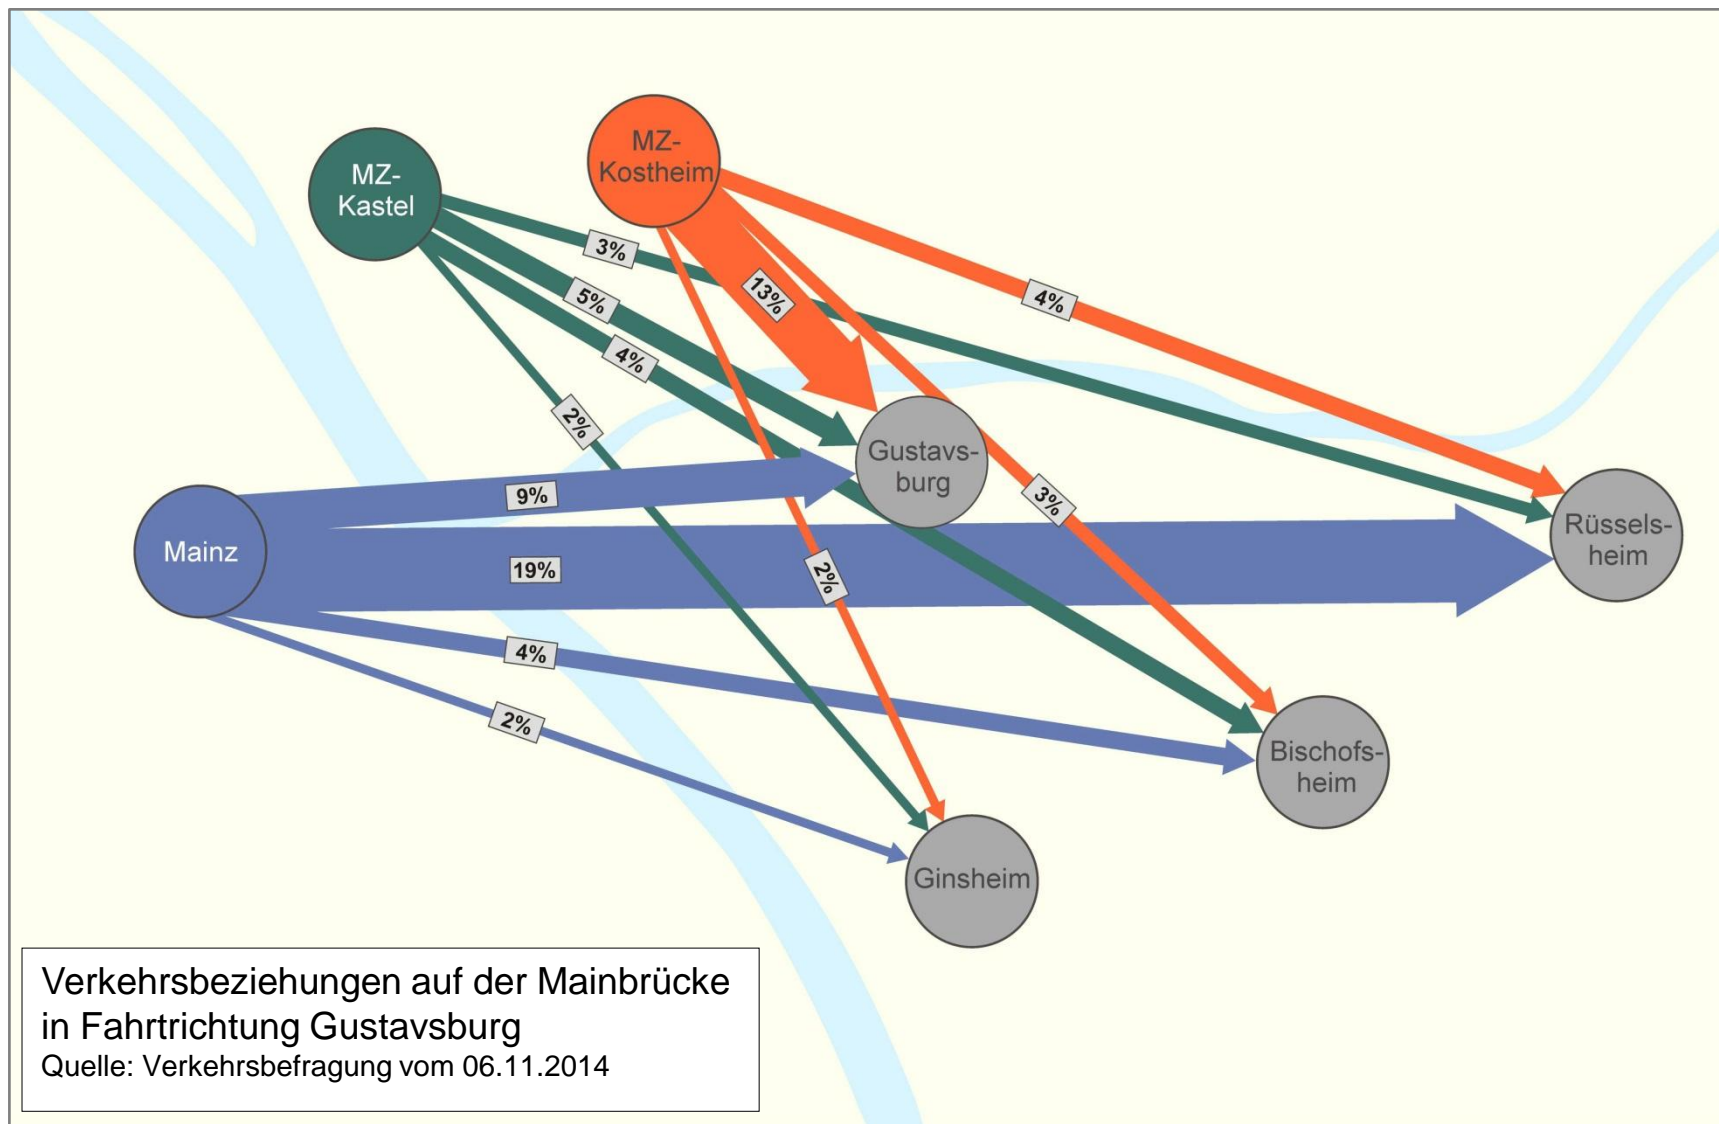 MZ-
Kostheim
MZ-
Kastel
3%
5%
13%
4%
4%
2%
Gustavs-
burg
9%
3%
Mainz
19%
2%
Rüssels-
heim
4%
2%
Bischofs-
heim
Ginsheim
Verkehrsbeziehungen auf der Mainbrücke
in Fahrtrichtung Gustavsburg
Quelle: Verkehrsbefragung vom 06.11.2014